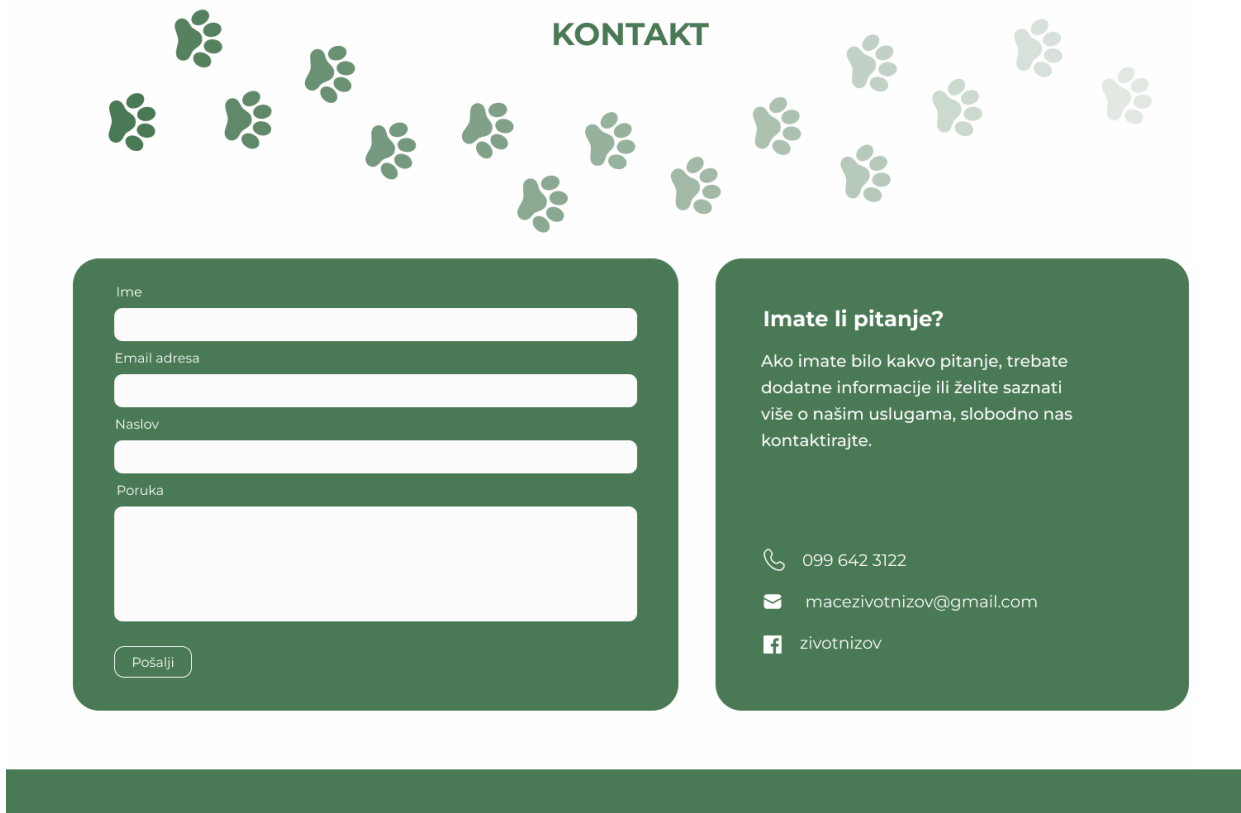 KONTAKT
Ime
Email adresa
Naslov
Poruka
Pošalji
Imate li pitanje?
Ako imate bilo kakvo pitanje, trebate
dodatne informacije ili želite saznati
više o našim uslugama, slobodno nas
kontaktirajte.
099 642 3122
macezivotnizov@gmail.com
zivotnizov